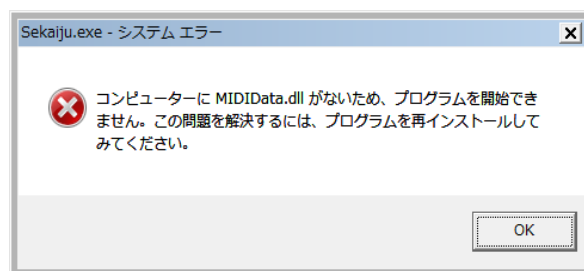 Sekaiju.exe - システム エラー
コンピューターに MIDIData.dll がないため、プログラムを開始でき
ません。この問題を解決するには、プログラムを再インストールして
みてください。
OK